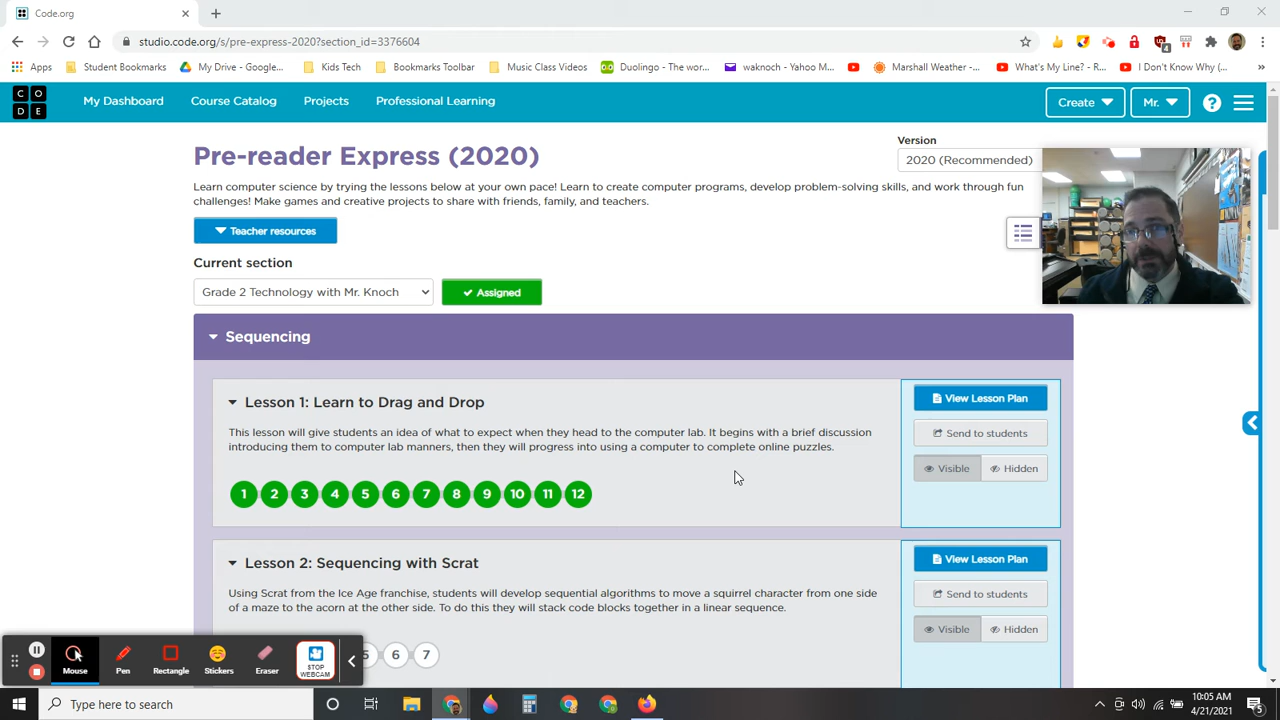 Code.org
studio.code.org/s/pre-express-2020?section_id=3376604
Apps Student Bookmarks My Drive - Google... Kids Tech Bookmarks Toolbar Music Class Videos Duolingo - The wor... waknoch - Yahoo M... Marshall Weather -... What's My Line? - R... I Don't Know Why (... »
C O D E My Dashboard Course Catalog Projects Professional Learning Create Mr. ?
Pre-reader Express (2020)
Version
2020 (Recommended)
Learn computer science by trying the lessons below at your own pace! Learn to create computer programs, develop problem-solving skills, and work through fun
challenges! Make games and creative projects to share with friends, family, and teachers.
Teacher resources
Current section
Grade 2 Technology with Mr. Knoch Assigned
Sequencing
Lesson 1: Learn to Drag and Drop
View Lesson Plan
This lesson will give students an idea of what to expect when they head to the computer lab. It begins with a brief discussion
introducing them to computer lab manners, then they will progress into using a computer to complete online puzzles.
Send to students
Visible Hidden
1 2 3 4 5 6 7 8 9 10 11 12
Lesson 2: Sequencing with Scrat
View Lesson Plan
Using Scrat from the Ice Age franchise, students will develop sequential algorithms to move a squirrel character from one side
of a maze to the acorn at the other side. To do this they will stack code blocks together in a linear sequence.
Send to students
Visible Hidden
5 6 7
Mouse Pen Rectangle Stickers Eraser STOP WEBCAM
Type here to search
10:05 AM
4/21/2021
5